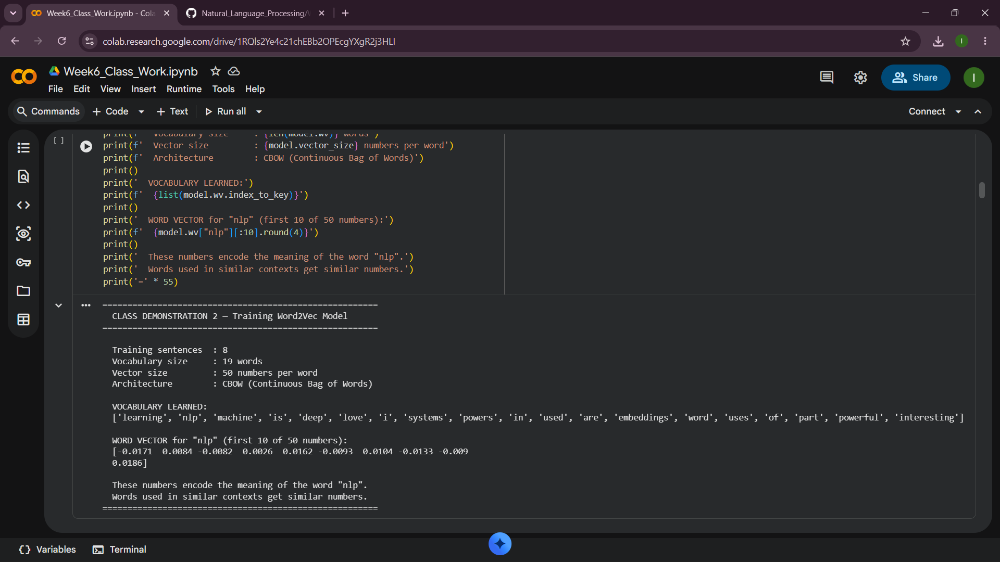 Week6_Class_Work.ipynb - Cola
Natural_Language_Processing/
colab.research.google.com/drive/1RQls2Ye4c21chEBb2OPEcgYXgR2j3HLI
I
CO
Week6_Class_Work.ipynb
File Edit View Insert Runtime Tools Help
Share
I
Commands + Code + Text Run all
Connect
[ ]
print(f'  Vocabulary size     : {len(model.wv)} words')
print(f'  Vector size         : {model.vector_size} numbers per word')
print(f'  Architecture        : CBOW (Continuous Bag of Words)')
print()
print('  VOCABULARY LEARNED:')
print(f'  {list(model.wv.index_to_key)}')
print()
print('  WORD VECTOR for "nlp" (first 10 of 50 numbers):')
print(f'  {model.wv["nlp"][:10].round(4)}')
print()
print('  These numbers encode the meaning of the word "nlp".')
print('  Words used in similar contexts get similar numbers.')
print('=' * 55)
=======================================================
CLASS DEMONSTRATION 2 — Training Word2Vec Model
=======================================================
Training sentences  : 8
Vocabulary size     : 19 words
Vector size         : 50 numbers per word
Architecture        : CBOW (Continuous Bag of Words)
VOCABULARY LEARNED:
['learning', 'nlp', 'machine', 'is', 'deep', 'love', 'i', 'systems', 'powers', 'in', 'used', 'are', 'embeddings', 'word', 'uses', 'of', 'part', 'powerful', 'interesting']
WORD VECTOR for "nlp" (first 10 of 50 numbers):
[-0.0171  0.0084 -0.0082  0.0026  0.0162 -0.0093  0.0104 -0.0133 -0.009
0.0186]
These numbers encode the meaning of the word "nlp".
Words used in similar contexts get similar numbers.
=======================================================
Variables Terminal